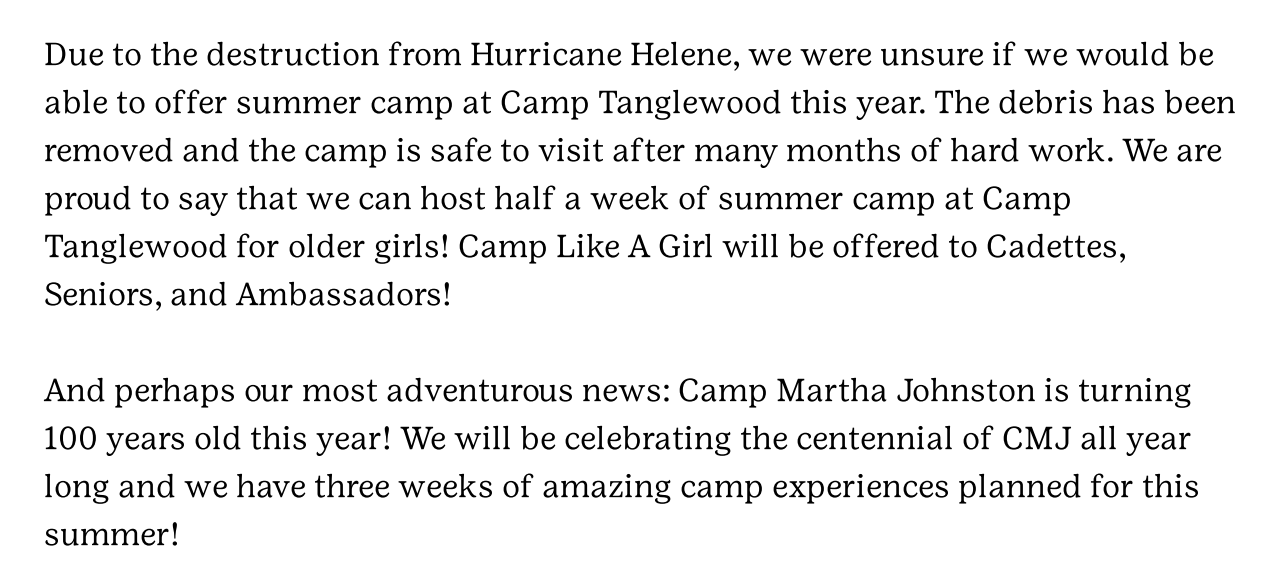 Due to the destruction from Hurricane Helene, we were unsure if we would be
able to offer summer camp at Camp Tanglewood this year. The debris has been
removed and the camp is safe to visit after many months of hard work. We are
proud to say that we can host half a week of summer camp at Camp
Tanglewood for older girls! Camp Like A Girl will be offered to Cadettes,
Seniors, and Ambassadors!
And perhaps our most adventurous news: Camp Martha Johnston is turning
100 years old this year! We will be celebrating the centennial of CMJ all year
long and we have three weeks of amazing camp experiences planned for this
summer!